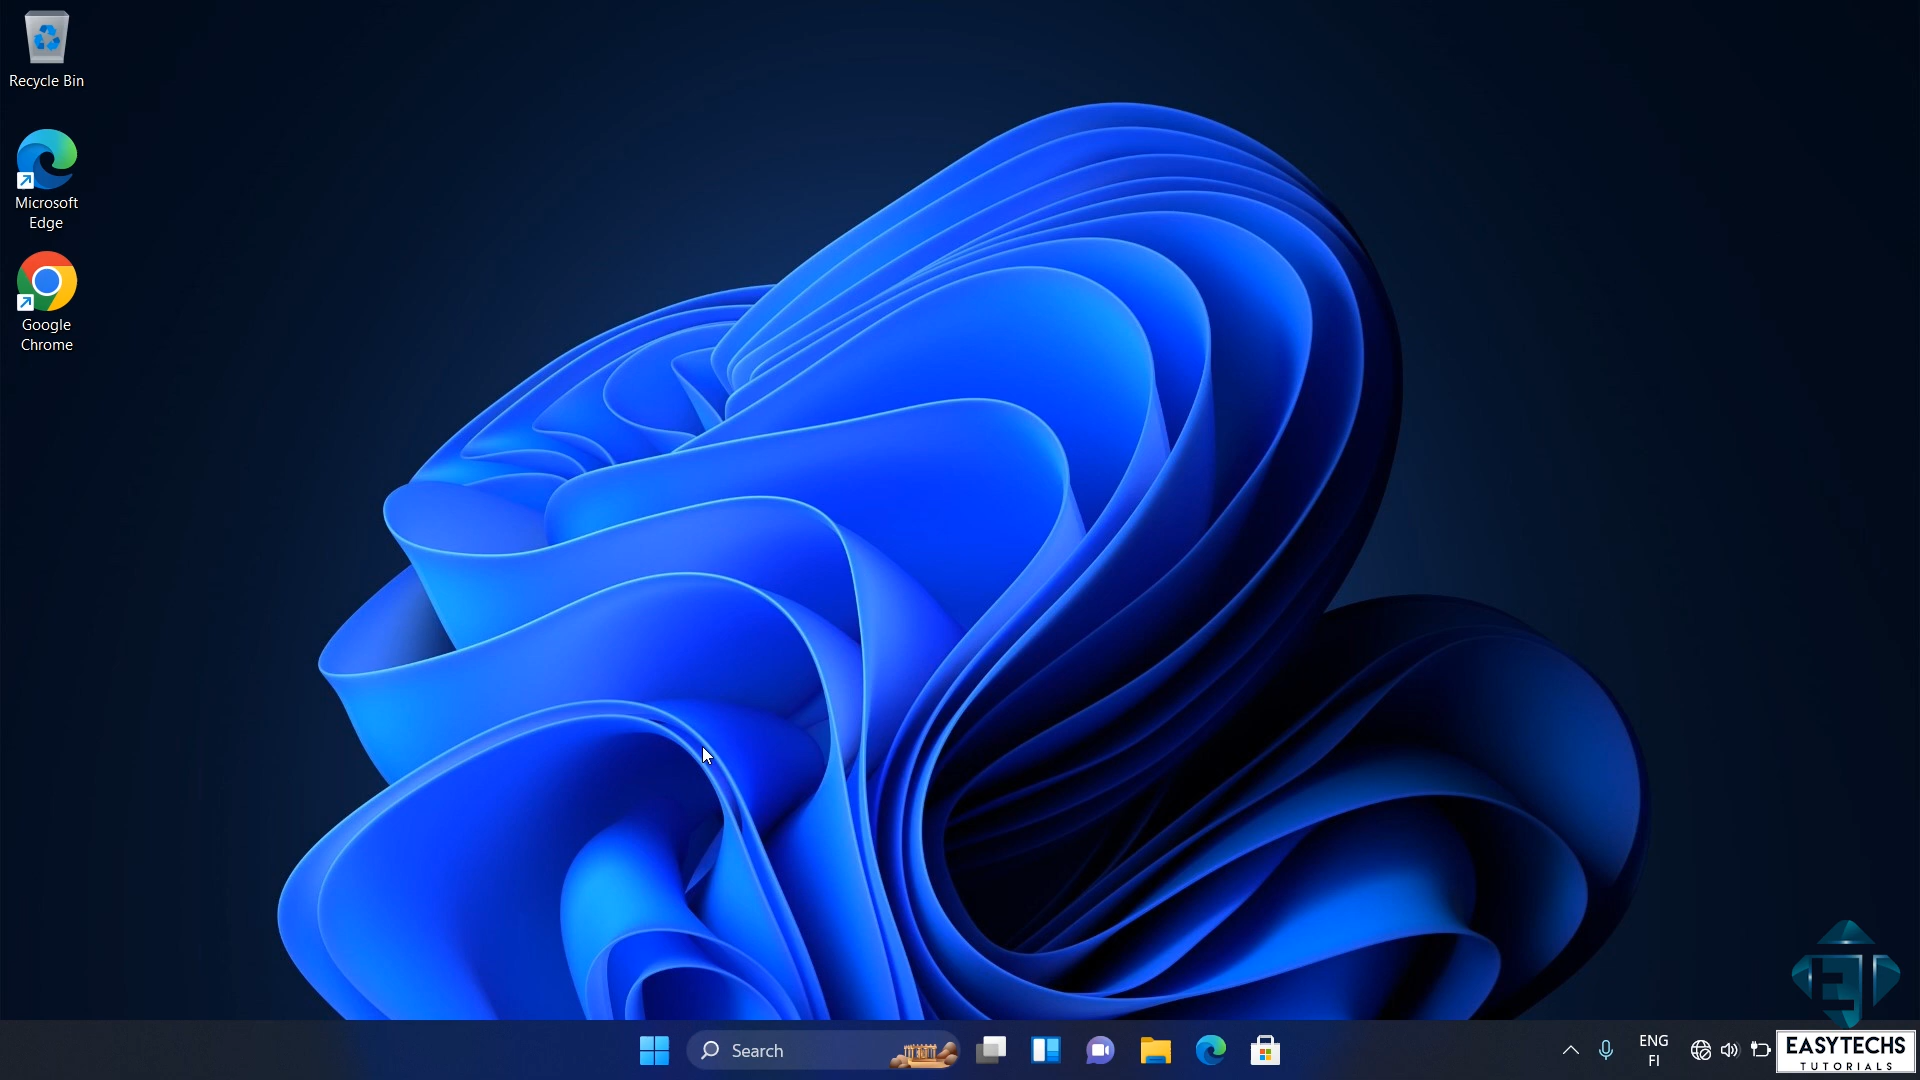 Recycle Bin
Microsoft
Edge
Google
Chrome
Search
ENG
FI
EASYTECHS
TUTORIALS